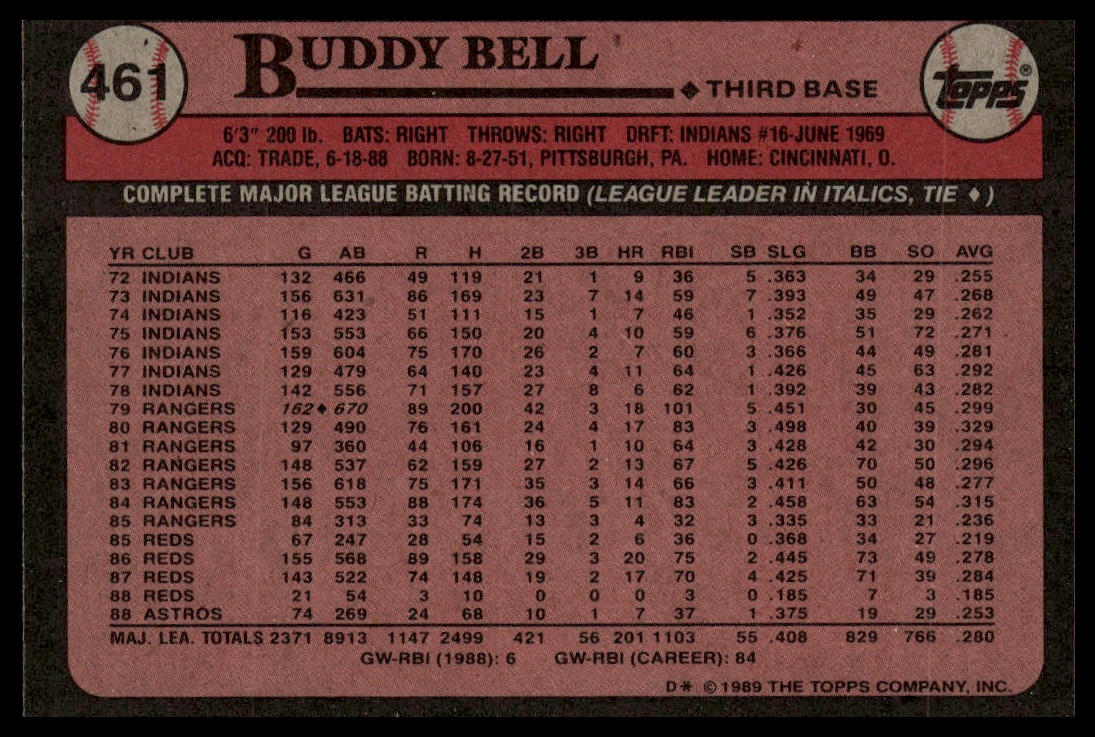 461
BUDDY BELL
♦ THIRD BASE
Topps®
6'3" 200 lb. BATS: RIGHT THROWS: RIGHT DRFT: INDIANS #16-JUNE 1969
ACQ: TRADE, 6-18-88 BORN: 8-27-51, PITTSBURGH, PA. HOME: CINCINNATI, O.
COMPLETE MAJOR LEAGUE BATTING RECORD (LEAGUE LEADER IN ITALICS, TIE ♦)
YR CLUB G AB R H 2B 3B HR RBI SB SLG BB SO AVG
72 INDIANS 132 466 49 119 21 1 9 36 5 .363 34 29 .255
73 INDIANS 156 631 86 169 23 7 14 59 7 .393 49 47 .268
74 INDIANS 116 423 51 111 15 1 7 46 1 .352 35 29 .262
75 INDIANS 153 553 66 150 20 4 10 59 6 .376 51 72 .271
76 INDIANS 159 604 75 170 26 2 7 60 3 .366 44 49 .281
77 INDIANS 129 479 64 140 23 4 11 64 1 .426 45 63 .292
78 INDIANS 142 556 71 157 27 8 6 62 1 .392 39 43 .282
79 RANGERS 162♦ 670 89 200 42 3 18 101 5 .451 30 45 .299
80 RANGERS 129 490 76 161 24 4 17 83 3 .498 40 39 .329
81 RANGERS 97 360 44 106 16 1 10 64 3 .428 42 30 .294
82 RANGERS 148 537 62 159 27 2 13 67 5 .426 70 50 .296
83 RANGERS 156 618 75 171 35 3 14 66 3 .411 50 48 .277
84 RANGERS 148 553 88 174 36 5 11 83 2 .458 63 54 .315
85 RANGERS 84 313 33 74 13 3 4 32 3 .335 33 21 .236
85 REDS 67 247 28 54 15 2 6 36 0 .368 34 27 .219
86 REDS 155 568 89 158 29 3 20 75 2 .445 73 49 .278
87 REDS 143 522 74 148 19 2 17 70 4 .425 71 39 .284
88 REDS 21 54 3 10 0 0 0 3 0 .185 7 3 .185
88 ASTROS 74 269 24 68 10 1 7 37 1 .375 19 29 .253
MAJ. LEA. TOTALS 2371 8913 1147 2499 421 56 201 1103 55 .408 829 766 .280
GW-RBI (1988): 6 GW-RBI (CAREER): 84
D* © 1989 THE TOPPS COMPANY, INC.